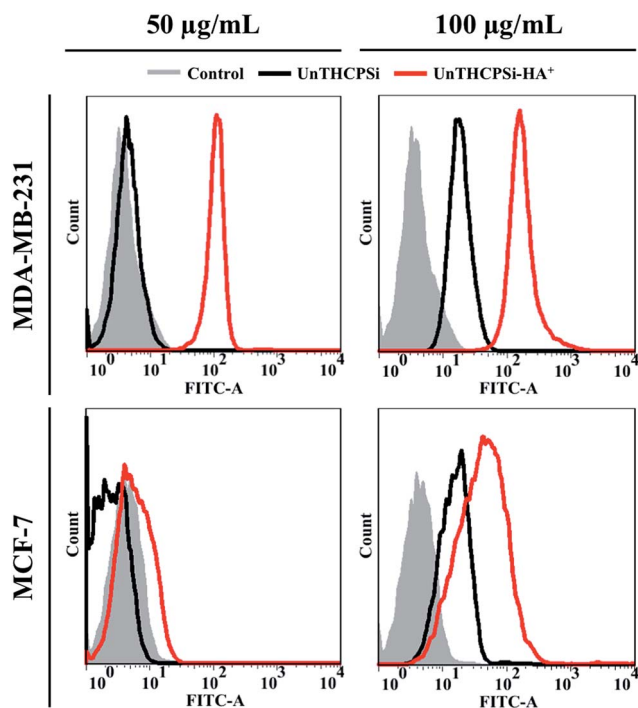 50 µg/mL
100 µg/mL
Control UnTHCPSi UnTHCPSi-HA⁺
MDA-MB-231
Count
10⁰ 10¹ 10² 10³ 10⁴
FITC-A
Count
10⁰ 10¹ 10² 10³ 10⁴
FITC-A
MCF-7
Count
10⁰ 10¹ 10² 10³ 10⁴
FITC-A
Count
10⁰ 10¹ 10² 10³ 10⁴
FITC-A